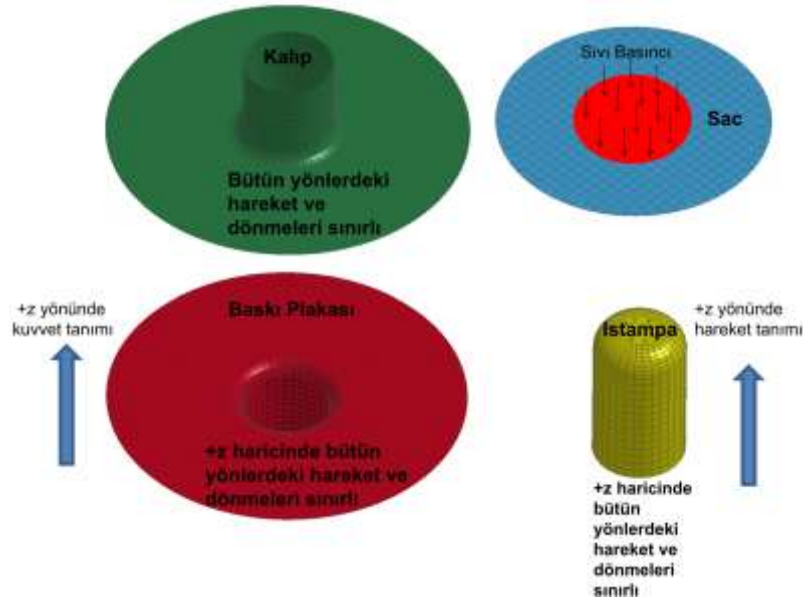 Kalıp
Bütün yönlerdeki
hareket ve
dönmeleri sınırlı
Sıvı Basıncı
Sac
+z yönünde
kuvvet tanımı
Baskı Plakası
+z haricinde bütün
yönlerdeki hareket ve
dönmeleri sınırlı
Istampa
+z yönünde
hareket tanımı
+z haricinde
bütün
yönlerdeki
hareket ve
dönmeleri
sınırlı